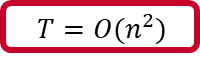 T = O(n²)